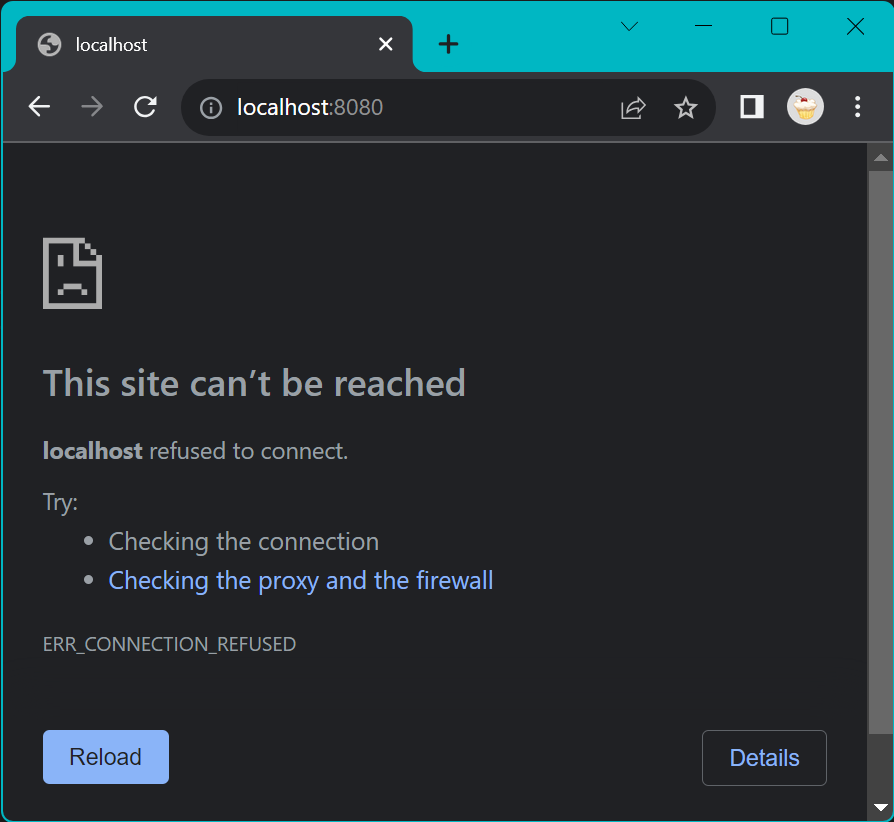 localhost
localhost:8080
This site can’t be reached
localhost refused to connect.
Try:
Checking the connection
Checking the proxy and the firewall
ERR_CONNECTION_REFUSED
Reload
Details